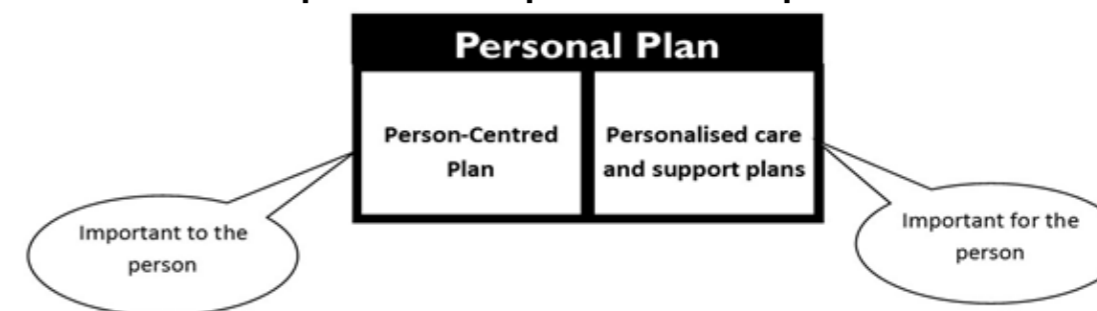 Personal Plan
Person-Centred
Plan
Personalised care
and support plans
Important to the
person
Important for the
person